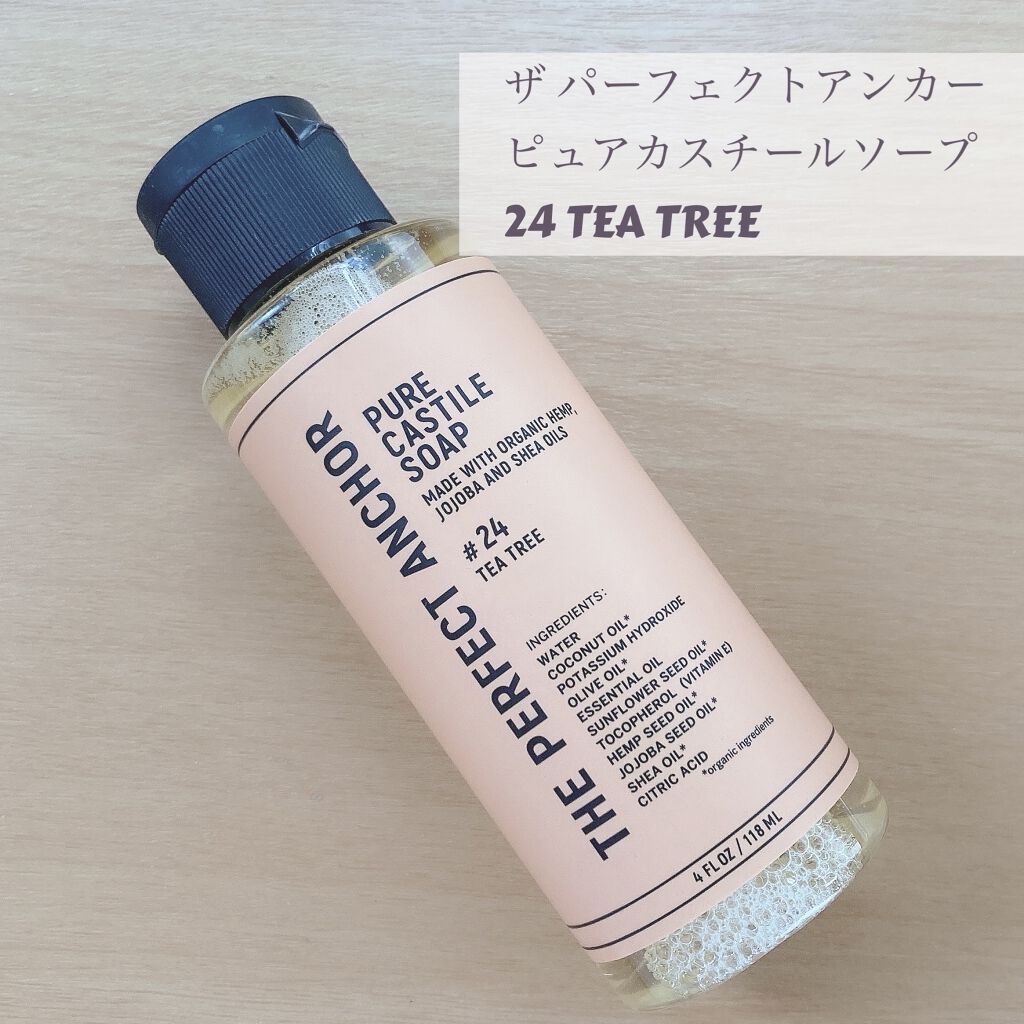 ザ パーフェクトアンカー
ピュアカスチールソープ
24 TEA TREE
THE PERFECT ANCHOR
PURE
CASTILE
SOAP
MADE WITH ORGANIC HEMP,
JOJOBA AND SHEA OILS
#24
TEA TREE
INGREDIENTS:
WATER
COCONUT OIL*
POTASSIUM HYDROXIDE
OLIVE OIL*
ESSENTIAL OIL
SUNFLOWER SEED OIL*
TOCOPHEROL (VITAMIN E)
HEMP SEED OIL*
JOJOBA SEED OIL*
SHEA OIL*
CITRIC ACID
*organic ingredients
4 FL OZ / 118 ML